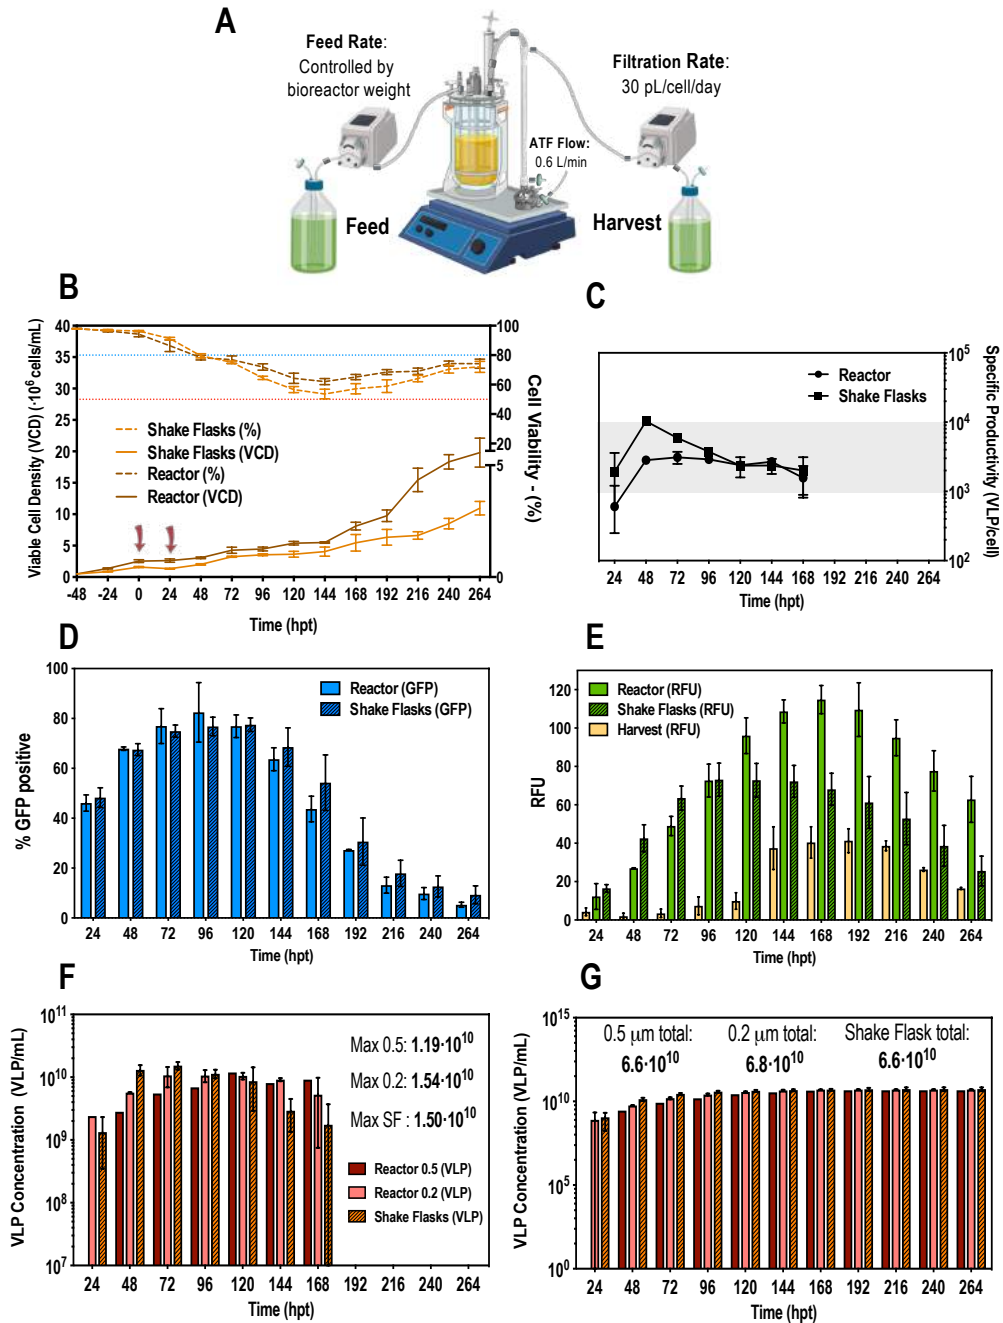 A
Feed Rate:
Controlled by
bioreactor weight
Filtration Rate:
30 pL/cell/day
ATF Flow:
0.6 L/min
Feed
Harvest
B
Viable Cell Density (VCD) (·10⁶ cells/mL)
40
35
30
25
20
15
10
5
0
100
80
60
40
20
5
0
Cell Viability - (%)
Shake Flasks (%)
Shake Flasks (VCD)
Reactor (%)
Reactor (VCD)
-48 -24 0 24 48 72 96 120 144 168 192 216 240 264
Time (hpt)
C
Reactor
Shake Flasks
10⁵
10⁴
10³
10²
Specific Productivity (VLP/cell)
24 48 72 96 120 144 168 192 216 240 264
Time (hpt)
D
% GFP positive
100
80
60
40
20
0
Reactor (GFP)
Shake Flasks (GFP)
24 48 72 96 120 144 168 192 216 240 264
Time (hpt)
E
RFU
120
100
80
60
40
20
0
Reactor (RFU)
Shake Flasks (RFU)
Harvest (RFU)
24 48 72 96 120 144 168 192 216 240 264
Time (hpt)
F
VLP Concentration (VLP/mL)
10¹¹
10¹⁰
10⁹
10⁸
10⁷
Max 0.5: 1.19·10¹⁰
Max 0.2: 1.54·10¹⁰
Max SF : 1.50·10¹⁰
Reactor 0.5 (VLP)
Reactor 0.2 (VLP)
Shake Flasks (VLP)
24 48 72 96 120 144 168 192 216 240 264
Time (hpt)
G
VLP Concentration (VLP/mL)
10¹⁵
10¹⁰
10⁵
10⁰
0.5 µm total: 0.2 µm total: Shake Flask total:
6.6·10¹⁰ 6.8·10¹⁰ 6.6·10¹⁰
24 48 72 96 120 144 168 192 216 240 264
Time (hpt)